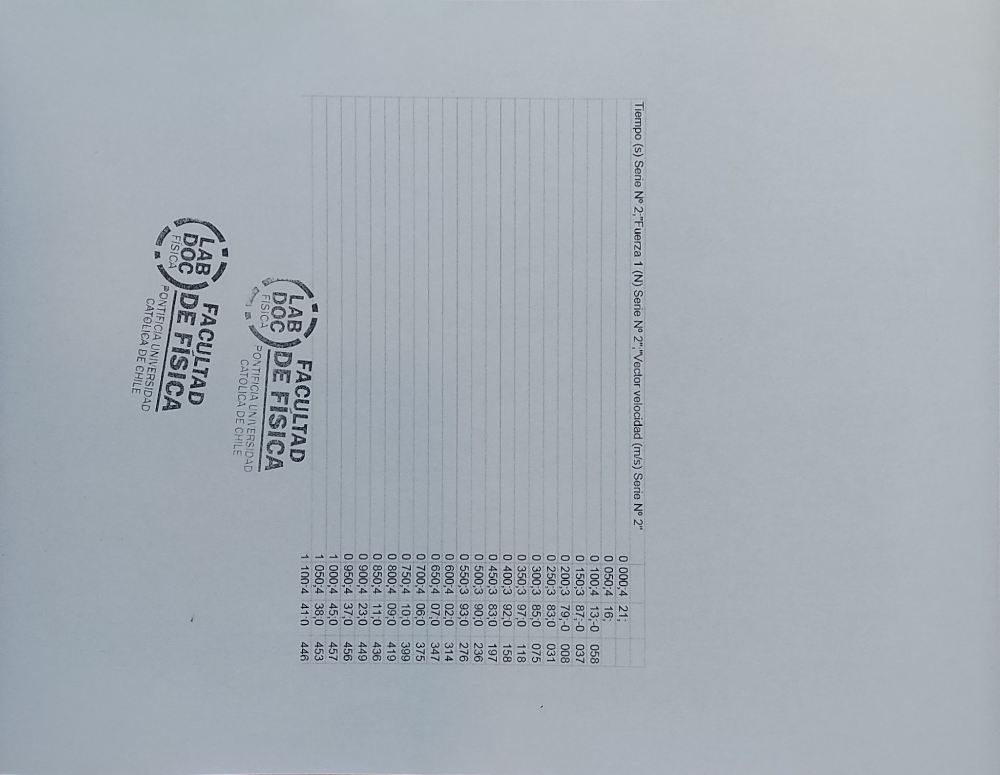 Tiempo (s) Serie Nº 2;"Fuerza 1 (N) Serie Nº 2";"Vector velocidad (m/s) Serie Nº 2"
0 000;4 21;
0 050;4 16;
0 100;4 13;-0 058
0 150;3 87;-0 037
0 200;3 79;-0 008
0 250;3 83;0 031
0 300;3 85;0 075
0 350;3 97;0 118
0 400;3 92;0 158
0 450;3 83;0 197
0 500;3 90;0 236
0 550;3 93;0 276
0 600;4 02;0 314
0 650;4 07;0 347
0 700;4 06;0 375
0 750;4 10;0 399
0 800;4 09;0 419
0 850;4 11;0 436
0 900;4 23;0 449
0 950;4 37;0 456
1 000;4 45;0 457
1 050;4 38;0 453
1 100;4 41;0 446
LAB
DOC
FÍSICA
FACULTAD
DE FÍSICA
PONTIFICIA UNIVERSIDAD
CATOLICA DE CHILE
LAB
DOC
FÍSICA
FACULTAD
DE FÍSICA
PONTIFICIA UNIVERSIDAD
CATOLICA DE CHILE